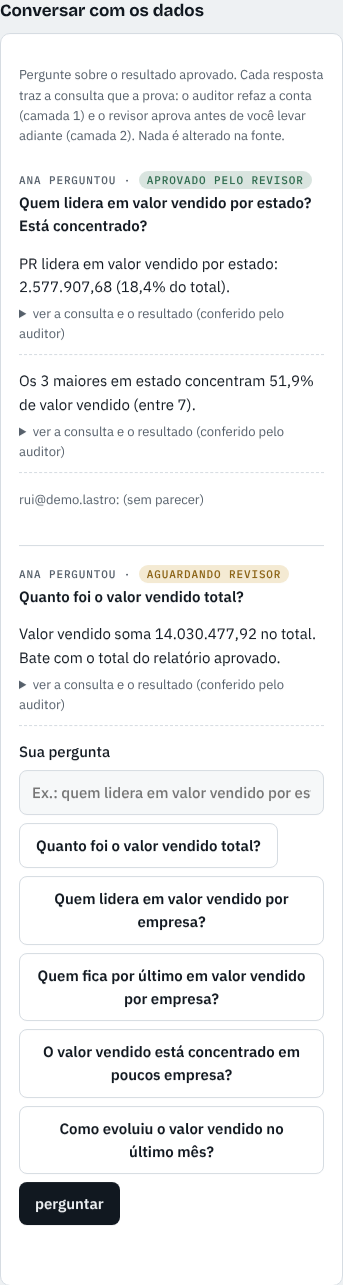 Conversar com os dados
Pergunte sobre o resultado aprovado. Cada resposta
traz a consulta que a prova: o auditor refaz a conta
(camada 1) e o revisor aprova antes de você levar
adiante (camada 2). Nada é alterado na fonte.
ANA PERGUNTOU · APROVADO PELO REVISOR
Quem lidera em valor vendido por estado?
Está concentrado?
PR lidera em valor vendido por estado:
2.577.907,68 (18,4% do total).
▶ ver a consulta e o resultado (conferido pelo
auditor)
Os 3 maiores em estado concentram 51,9%
de valor vendido (entre 7).
▶ ver a consulta e o resultado (conferido pelo
auditor)
rui@demo.lastro: (sem parecer)
ANA PERGUNTOU · AGUARDANDO REVISOR
Quanto foi o valor vendido total?
Valor vendido soma 14.030.477,92 no total.
Bate com o total do relatório aprovado.
▶ ver a consulta e o resultado (conferido pelo
auditor)
Sua pergunta
Ex.: quem lidera em valor vendido por es
Quanto foi o valor vendido total?
Quem lidera em valor vendido por
empresa?
Quem fica por último em valor vendido
por empresa?
O valor vendido está concentrado em
poucos empresa?
Como evoluiu o valor vendido no
último mês?
perguntar